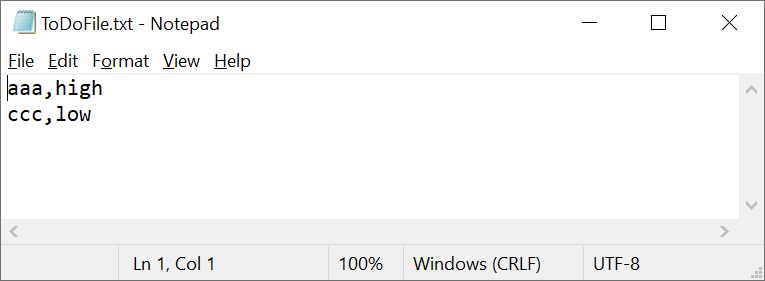 ToDoFile.txt - Notepad
File Edit Format View Help
aaa,high
ccc,low
Ln 1, Col 1 100% Windows (CRLF) UTF-8